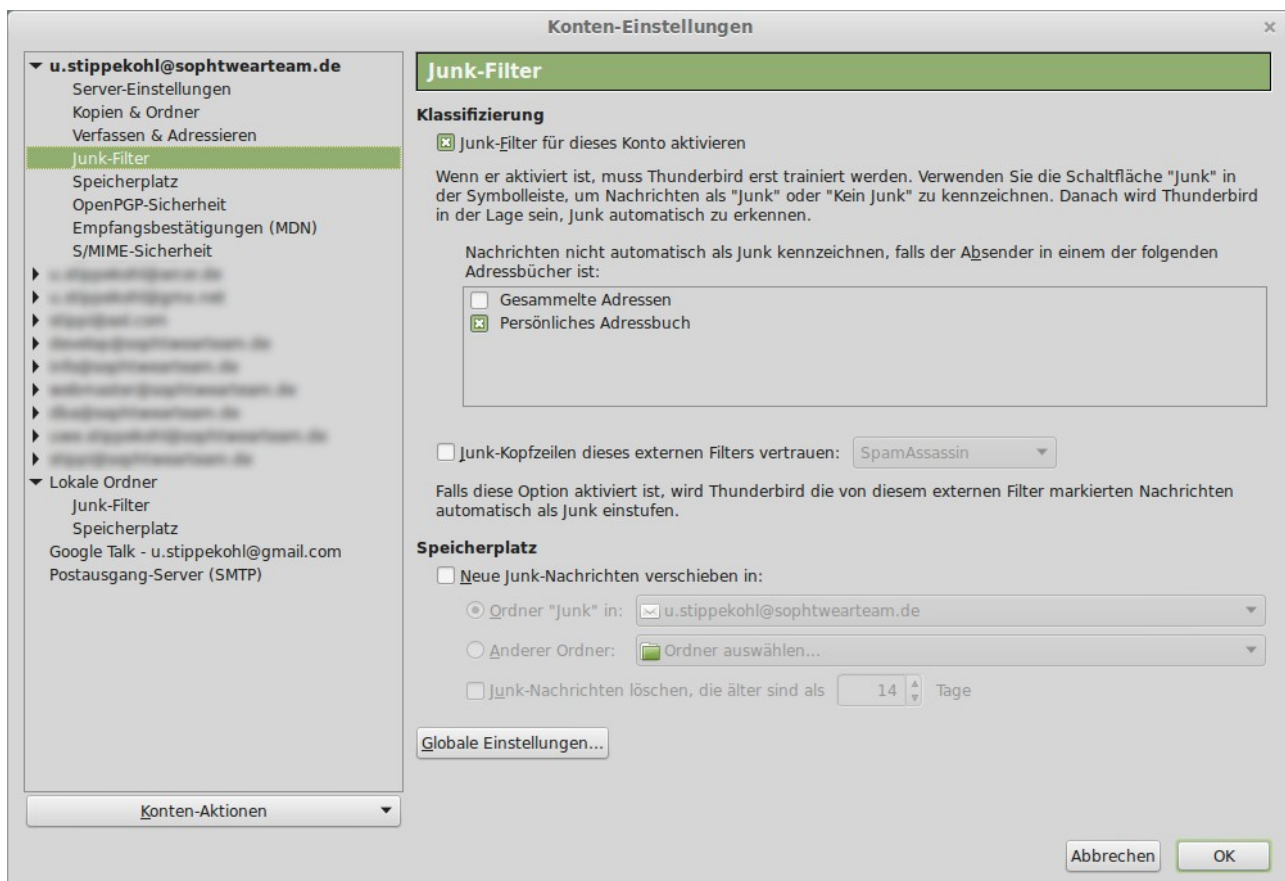 Konten-Einstellungen
u.stippekohl@sophtwearteam.de
Server-Einstellungen
Kopien & Ordner
Verfassen & Adressieren
Junk-Filter
Speicherplatz
OpenPGP-Sicherheit
Empfangsbestätigungen (MDN)
S/MIME-Sicherheit
Lokale Ordner
Junk-Filter
Speicherplatz
Google Talk - u.stippekohl@gmail.com
Postausgang-Server (SMTP)
Konten-Aktionen
Junk-Filter
Klassifizierung
Junk-Filter für dieses Konto aktivieren
Wenn er aktiviert ist, muss Thunderbird erst trainiert werden. Verwenden Sie die Schaltfläche "Junk" in
der Symbolleiste, um Nachrichten als "Junk" oder "Kein Junk" zu kennzeichnen. Danach wird Thunderbird
in der Lage sein, Junk automatisch zu erkennen.
Nachrichten nicht automatisch als Junk kennzeichnen, falls der Absender in einem der folgenden
Adressbücher ist:
Gesammelte Adressen
Persönliches Adressbuch
Junk-Kopfzeilen dieses externen Filters vertrauen: SpamAssassin
Falls diese Option aktiviert ist, wird Thunderbird die von diesem externen Filter markierten Nachrichten
automatisch als Junk einstufen.
Speicherplatz
Neue Junk-Nachrichten verschieben in:
Ordner "Junk" in: u.stippekohl@sophtwearteam.de
Anderer Ordner: Ordner auswählen...
Junk-Nachrichten löschen, die älter sind als 14 Tage
Globale Einstellungen...
Abbrechen
OK